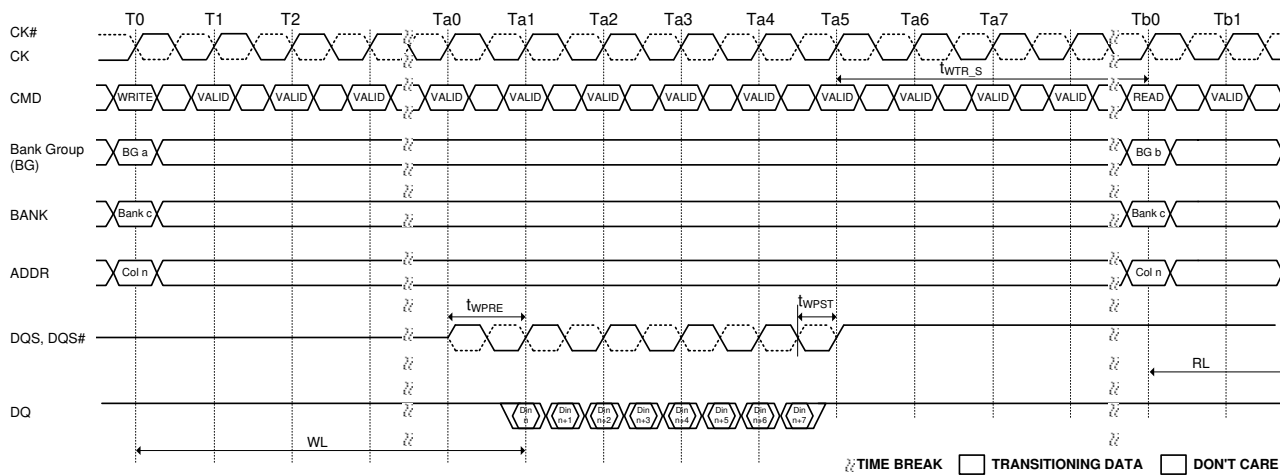 T0 T1 T2 Ta0 Ta1 Ta2 Ta3 Ta4 Ta5 Ta6 Ta7 Tb0 Tb1
CK#
CK
tWTR_S
CMD WRITE VALID VALID VALID VALID VALID VALID VALID VALID VALID VALID VALID VALID READ VALID
Bank Group
(BG)
BG a BG b
BANK Bank c Bank c
ADDR Col n Col n
tWPRE tWPST
DQS, DQS#
RL
DQ
Din Din Din Din Din Din Din Din
n n+1 n+2 n+3 n+4 n+5 n+6 n+7
WL
TIME BREAK TRANSITIONING DATA DON'T CARE